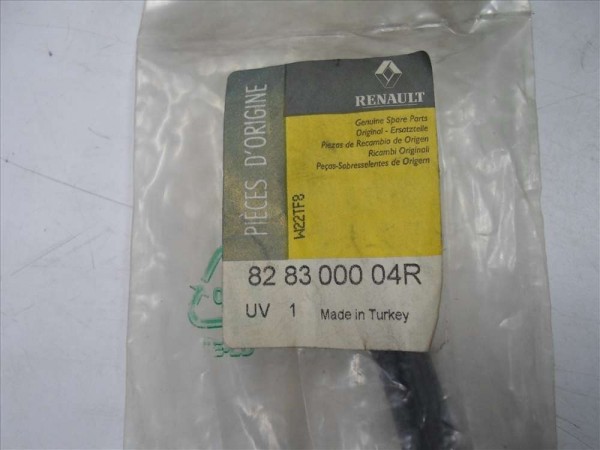 PIÈCES D'ORIGINE
RENAULT
Genuine Spare Parts
Original - Ersatzteile
Piezas de Recambio de Origen
Ricambi Originali
Peças-Sobresselentes de Origem
W22TF8
82 83 000 04R
UV 1 Made in Turkey